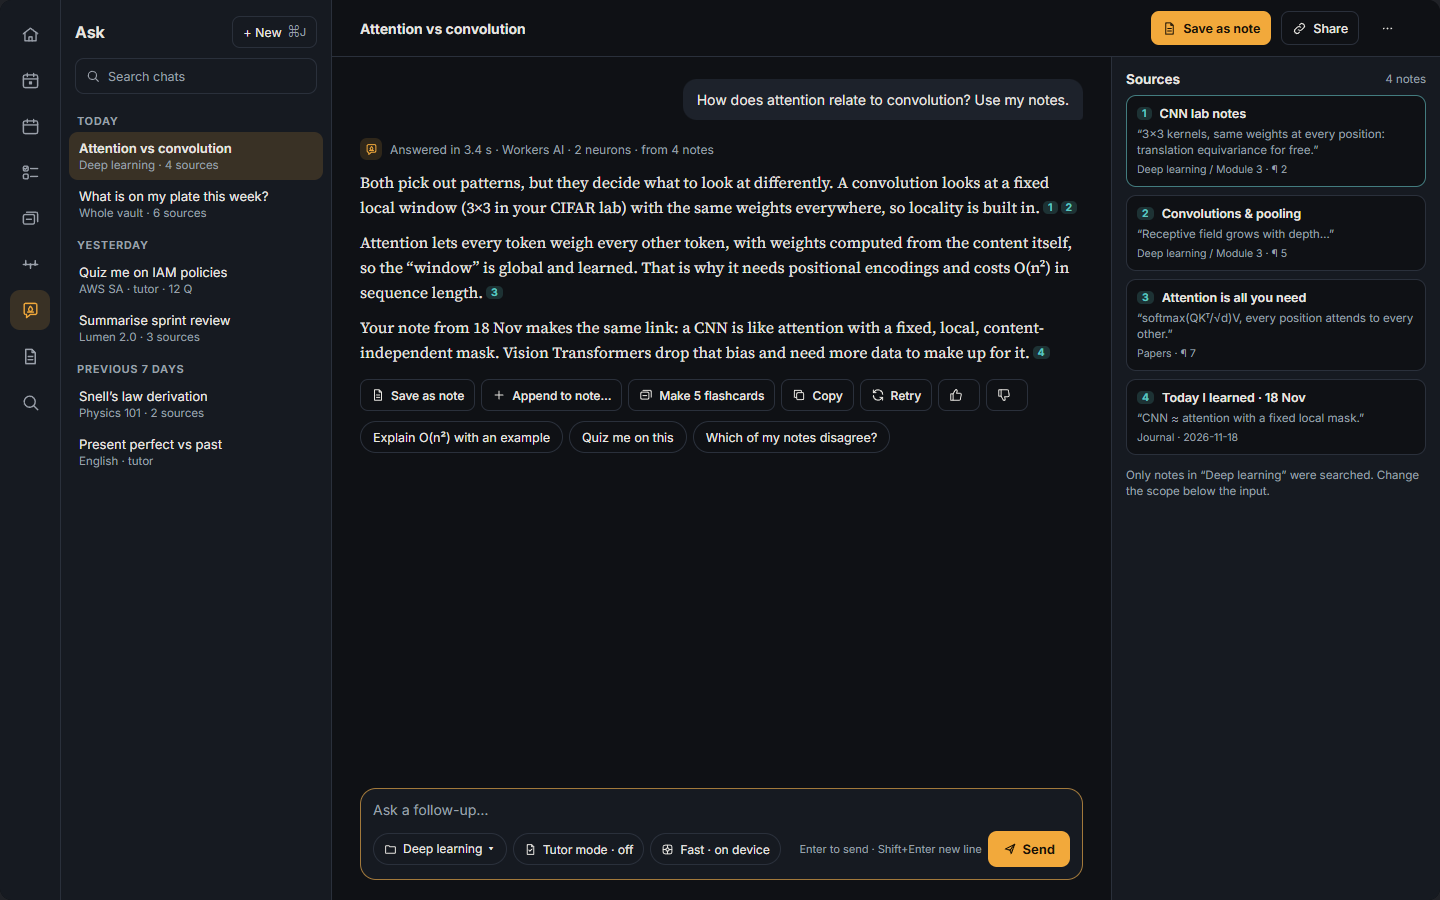 Ask
+ New ⌘J
Search chats
TODAY
Attention vs convolution
Deep learning · 4 sources
What is on my plate this week?
Whole vault · 6 sources
YESTERDAY
Quiz me on IAM policies
AWS SA · tutor · 12 Q
Summarise sprint review
Lumen 2.0 · 3 sources
PREVIOUS 7 DAYS
Snell’s law derivation
Physics 101 · 2 sources
Present perfect vs past
English · tutor
Attention vs convolution
Save as note
Share
···
How does attention relate to convolution? Use my notes.
Answered in 3.4 s · Workers AI · 2 neurons · from 4 notes
Both pick out patterns, but they decide what to look at differently. A convolution looks at a fixed
local window (3×3 in your CIFAR lab) with the same weights everywhere, so locality is built in. 1 2
Attention lets every token weigh every other token, with weights computed from the content itself,
so the “window” is global and learned. That is why it needs positional encodings and costs O(n²) in
sequence length. 3
Your note from 18 Nov makes the same link: a CNN is like attention with a fixed, local, content-
independent mask. Vision Transformers drop that bias and need more data to make up for it. 4
Save as note
Append to note…
Make 5 flashcards
Copy
Retry
Explain O(n²) with an example
Quiz me on this
Which of my notes disagree?
Ask a follow-up…
Deep learning
Tutor mode · off
Fast · on device
Enter to send · Shift+Enter new line
Send
Sources
4 notes
1 CNN lab notes
“3×3 kernels, same weights at every position:
translation equivariance for free.”
Deep learning / Module 3 · ¶ 2
2 Convolutions & pooling
“Receptive field grows with depth…”
Deep learning / Module 3 · ¶ 5
3 Attention is all you need
“softmax(QKᵀ/√d)V, every position attends to every
other.”
Papers · ¶ 7
4 Today I learned · 18 Nov
“CNN ≈ attention with a fixed local mask.”
Journal · 2026-11-18
Only notes in “Deep learning” were searched. Change
the scope below the input.